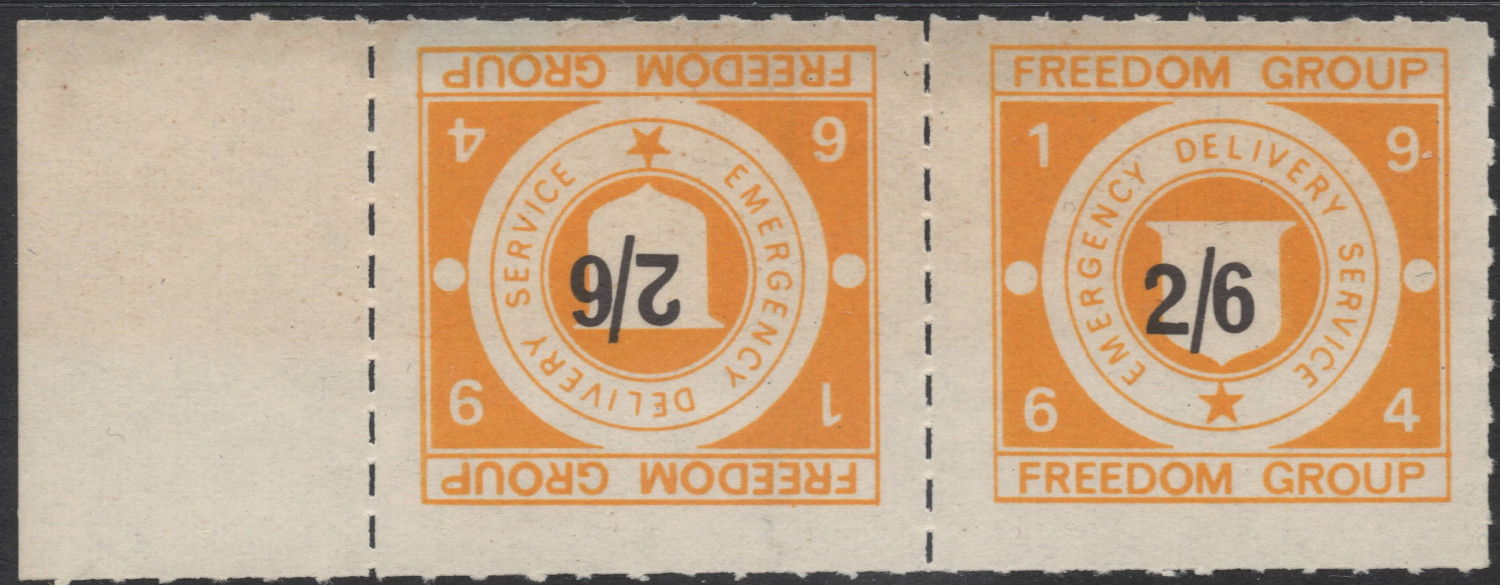 FREEDOM GROUP
1 9
EMERGENCY DELIVERY SERVICE
2/6
6 4
FREEDOM GROUP
FREEDOM GROUP
1 9
EMERGENCY DELIVERY SERVICE
2/6
6 4
FREEDOM GROUP